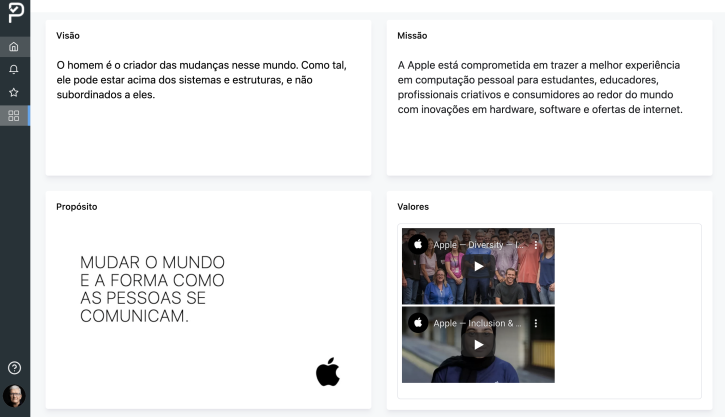 Visão
O homem é o criador das mudanças nesse mundo. Como tal,
ele pode estar acima dos sistemas e estruturas, e não
subordinados a eles.
Missão
A Apple está comprometida em trazer a melhor experiência
em computação pessoal para estudantes, educadores,
profissionais criativos e consumidores ao redor do mundo
com inovações em hardware, software e ofertas de internet.
Propósito
MUDAR O MUNDO
E A FORMA COMO
AS PESSOAS SE
COMUNICAM.
Valores
Apple — Diversity — I...
Apple — Inclusion & ...